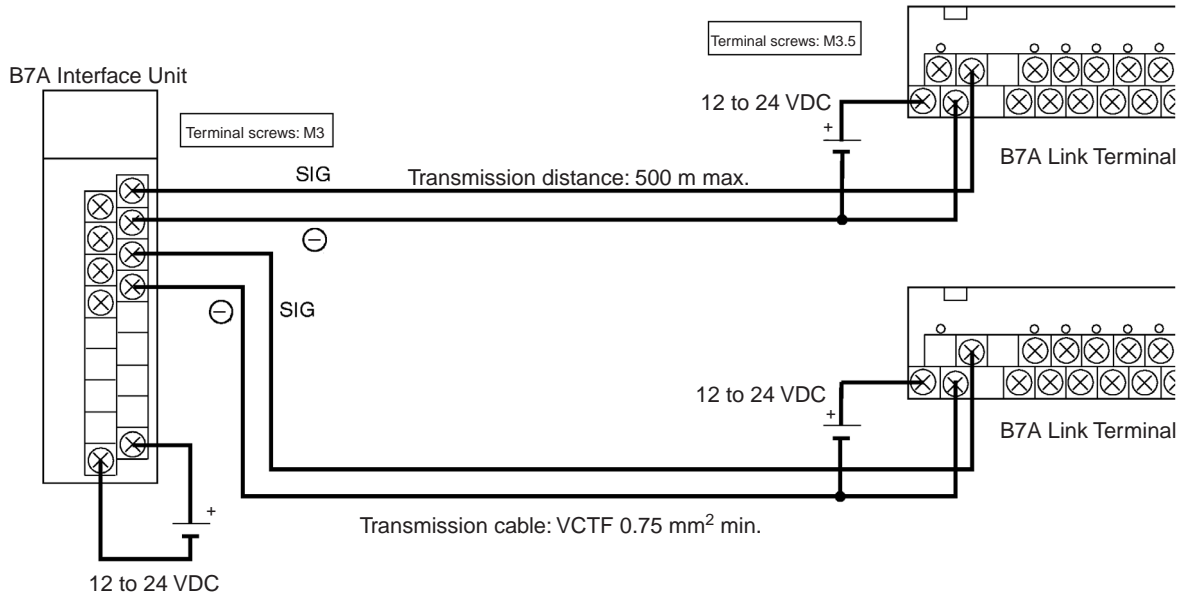 Terminal screws: M3.5
B7A Interface Unit
12 to 24 VDC
+
Terminal screws: M3
B7A Link Terminal
SIG
Transmission distance: 500 m max.
⊖
⊖
SIG
12 to 24 VDC
+
B7A Link Terminal
+
Transmission cable: VCTF 0.75 mm² min.
12 to 24 VDC